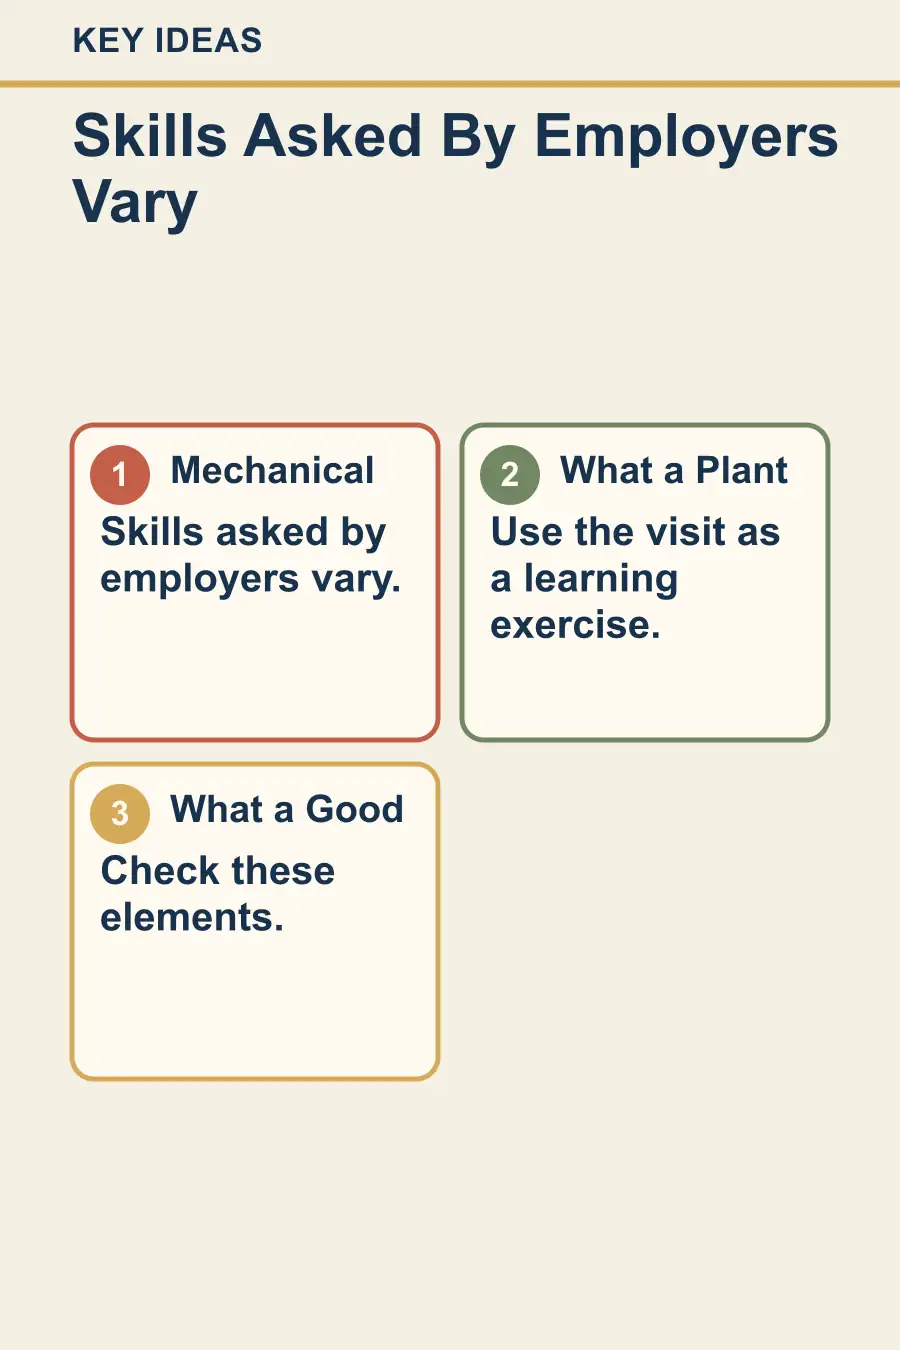 KEY IDEAS
Skills Asked By Employers
Vary
1 Mechanical
Skills asked by
employers vary.
2 What a Plant
Use the visit as
a learning
exercise.
3 What a Good
Check these
elements.